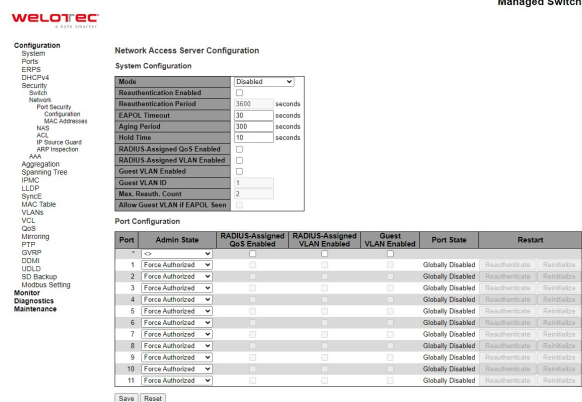 Managed Switch
WELOTEC
a byte smarter
Configuration
System
Ports
ERPS
DHCPv4
Security
Switch
Network
Port Security
Configuration
MAC Addresses
NAS
ACL
IP Source Guard
ARP Inspection
AAA
Aggregation
Spanning Tree
IPMC
LLDP
SyncE
MAC Table
VLANs
VCL
QoS
Mirroring
PTP
GVRP
DDMI
UDLD
SD Backup
Modbus Setting
Monitor
Diagnostics
Maintenance
Network Access Server Configuration
System Configuration
Mode Disabled
Reauthentication Enabled
Reauthentication Period 3600 seconds
EAPOL Timeout 30 seconds
Aging Period 300 seconds
Hold Time 10 seconds
RADIUS-Assigned QoS Enabled
RADIUS-Assigned VLAN Enabled
Guest VLAN Enabled
Guest VLAN ID 1
Max. Reauth. Count 2
Allow Guest VLAN if EAPOL Seen
Port Configuration
Port Admin State RADIUS-Assigned QoS Enabled RADIUS-Assigned VLAN Enabled Guest VLAN Enabled Port State Restart
* <>
1 Force Authorized Globally Disabled Reauthenticate Reinitialize
2 Force Authorized Globally Disabled Reauthenticate Reinitialize
3 Force Authorized Globally Disabled Reauthenticate Reinitialize
4 Force Authorized Globally Disabled Reauthenticate Reinitialize
5 Force Authorized Globally Disabled Reauthenticate Reinitialize
6 Force Authorized Globally Disabled Reauthenticate Reinitialize
7 Force Authorized Globally Disabled Reauthenticate Reinitialize
8 Force Authorized Globally Disabled Reauthenticate Reinitialize
9 Force Authorized Globally Disabled Reauthenticate Reinitialize
10 Force Authorized Globally Disabled Reauthenticate Reinitialize
11 Force Authorized Globally Disabled Reauthenticate Reinitialize
Save Reset